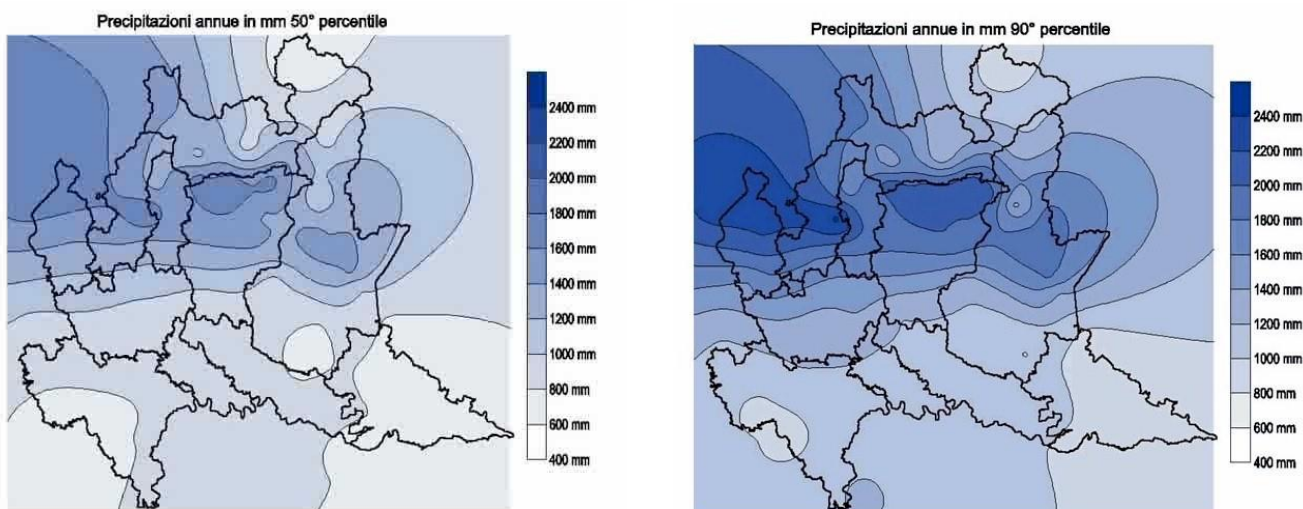 Precipitazioni annue in mm 50° percentile
2400 mm
2200 mm
2000 mm
1800 mm
1600 mm
1400 mm
1200 mm
1000 mm
800 mm
600 mm
400 mm
Precipitazioni annue in mm 90° percentile
2400 mm
2200 mm
2000 mm
1800 mm
1600 mm
1400 mm
1200 mm
1000 mm
800 mm
600 mm
400 mm